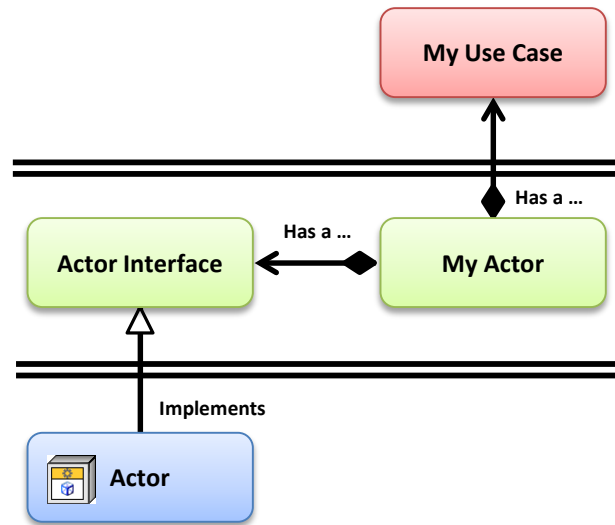 My Use Case
Has a ...
Has a ...
Actor Interface
My Actor
Implements
Actor